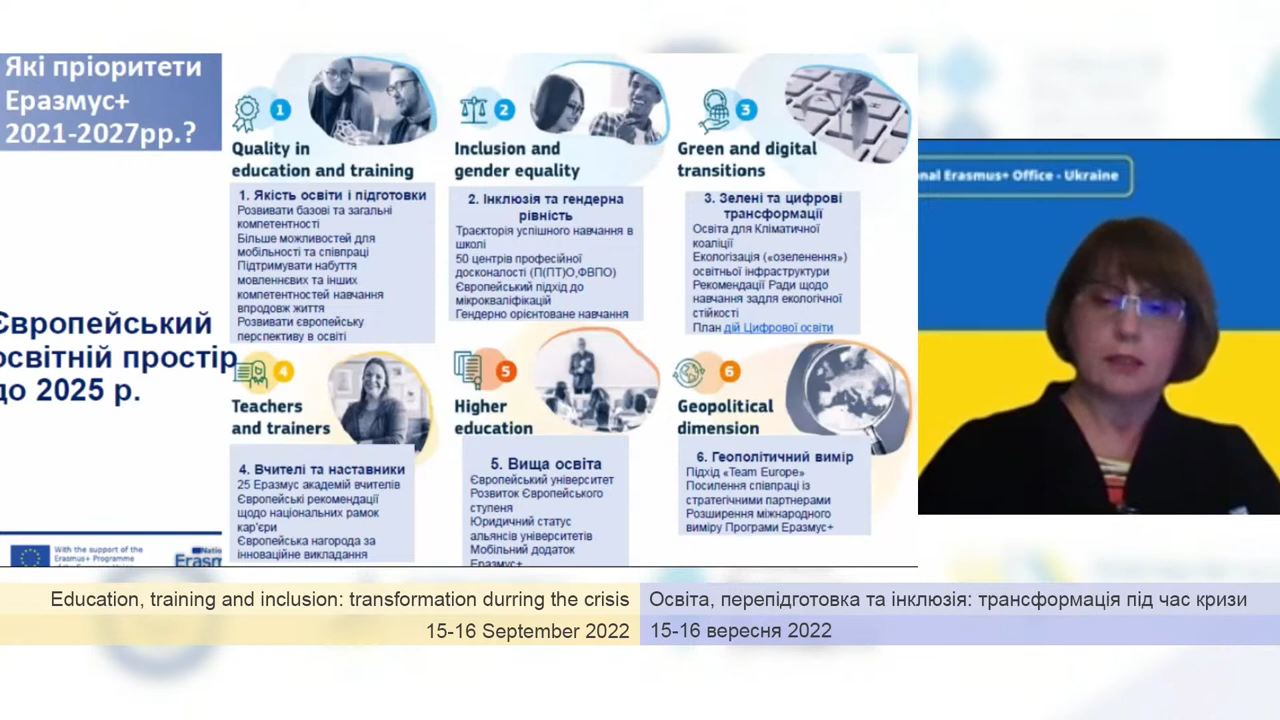 Які пріоритети
Еразмус+
2021-2027рр.?
Європейський
освітній простір
до 2025 р.
1
Quality in
education and training
1. Якість освіти і підготовки
Розвивати базові та загальні
компетентності
Більше можливостей для
мобільності та співпраці
Підтримувати набуття
мовленнєвих та інших
компетентностей навчання
впродовж життя
Розвивати європейську
перспективу в освіті
2
Inclusion and
gender equality
2. Інклюзія та гендерна
рівність
Траєкторія успішного навчання в
школі
50 центрів професійної
досконалості (П(ПТ)О,ФВПО)
Європейський підхід до
мікрокваліфікацій
Гендерно орієнтоване навчання
3
Green and digital
transitions
3. Зелені та цифрові
трансформації
Освіта для Кліматичної
коаліції
Екологізація («озеленення»)
освітньої інфраструктури
Рекомендації Ради щодо
навчання задля екологічної
стійкості
План дій Цифрової освіти
4
Teachers
and trainers
4. Вчителі та наставники
25 Еразмус академій вчителів
Європейські рекомендації
щодо національних рамок
кар'єри
Європейська нагорода за
інноваційне викладання
5
Higher
education
5. Вища освіта
Європейський університет
Розвиток Європейського
ступеня
Юридичний статус
альянсів університетів
Мобільний додаток
Еразмус+
6
Geopolitical
dimension
6. Геополітичний вимір
Підхід «Team Europe»
Посилення співпраці із
стратегічними партнерами
Розширення міжнародного
виміру Програми Еразмус+
With the support of the
Erasmus+ Programme
nal Erasmus+ Office - Ukraine
Education, training and inclusion: transformation durring the crisis
15-16 September 2022
Освіта, перепідготовка та інклюзія: трансформація під час кризи
15-16 вересня 2022